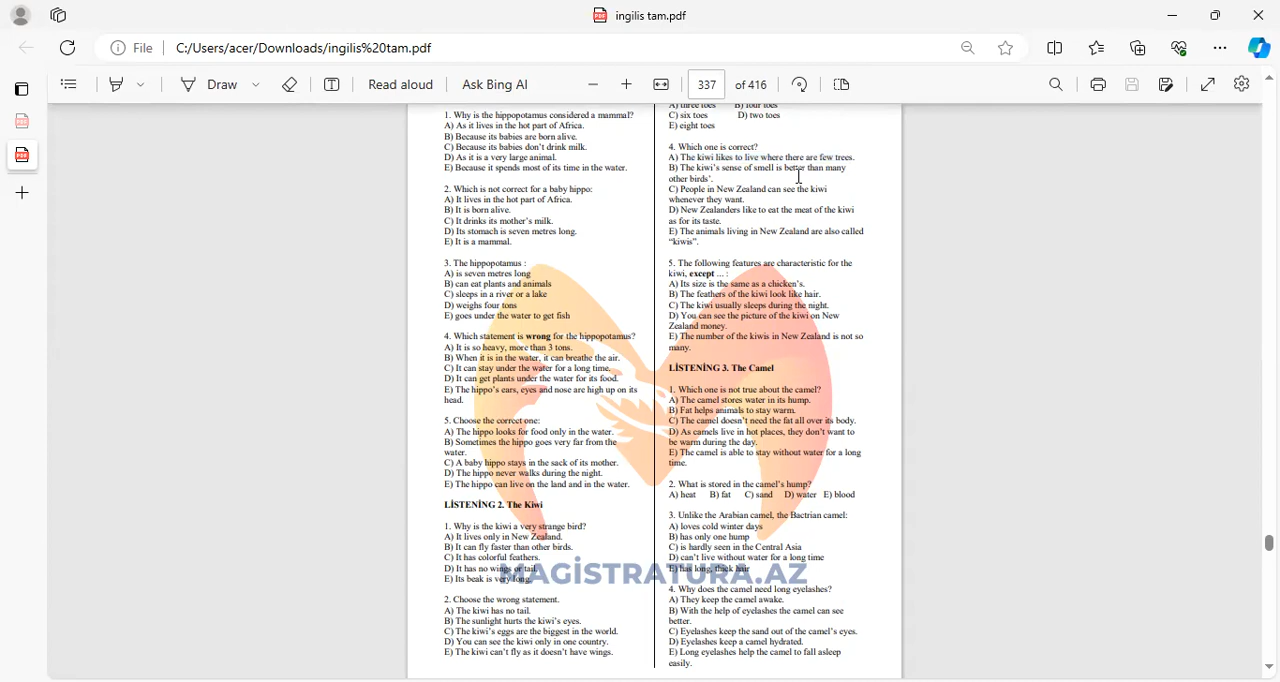 ingilis tam.pdf
File
C:/Users/acer/Downloads/ingilis%20tam.pdf
Draw
Read aloud
Ask Bing AI
337 of 416
1. Why is the hippopotamus considered a mammal?
A) As it lives in the hot part of Africa.
B) Because its babies are born alive.
C) Because its babies don't drink milk.
D) As it is a very large animal.
E) Because it spends most of its time in the water.
2. Which is not correct for a baby hippo:
A) It lives in the hot part of Africa.
B) It is born alive.
C) It drinks its mother's milk.
D) Its stomach is seven metres long.
E) It is a mammal.
3. The hippopotamus :
A) is seven metres long
B) can eat plants and animals
C) sleeps in a river or a lake
D) weighs four tons
E) goes under the water to get fish
4. Which statement is wrong for the hippopotamus?
A) It is so heavy, more than 3 tons.
B) When it is in the water, it can breathe the air.
C) It can stay under the water for a long time.
D) It can get plants under the water for its food.
E) The hippo's ears, eyes and nose are high up on its
head.
5. Choose the correct one:
A) The hippo looks for food only in the water.
B) Sometimes the hippo goes very far from the
water.
C) A baby hippo stays in the sack of its mother.
D) The hippo never walks during the night.
E) The hippo can live on the land and in the water.
LİSTENİNG 2. The Kiwi
1. Why is the kiwi a very strange bird?
A) It lives only in New Zealand.
B) It can fly faster than other birds.
C) It has colorful feathers.
D) It has no wings or tail.
E) Its beak is very long.
2. Choose the wrong statement.
A) The kiwi has no tail.
B) The sunlight hurts the kiwi's eyes.
C) The kiwi's eggs are the biggest in the world.
D) You can see the kiwi only in one country.
E) The kiwi can't fly as it doesn't have wings.
A) three toes B) four toes
C) six toes D) two toes
E) eight toes
4. Which one is correct?
A) The kiwi likes to live where there are few trees.
B) The kiwi's sense of smell is better than many
other birds'.
C) People in New Zealand can see the kiwi
whenever they want.
D) New Zealanders like to eat the meat of the kiwi
as for its taste.
E) The animals living in New Zealand are also called
"kiwis".
5. The following features are characteristic for the
kiwi, except ... :
A) Its size is the same as a chicken's.
B) The feathers of the kiwi look like hair.
C) The kiwi usually sleeps during the night.
D) You can see the picture of the kiwi on New
Zealand money.
E) The number of the kiwis in New Zealand is not so
many.
LİSTENİNG 3. The Camel
1. Which one is not true about the camel?
A) The camel stores water in its hump.
B) Fat helps animals to stay warm.
C) The camel doesn't need the fat all over its body.
D) As camels live in hot places, they don't want to
be warm during the day.
E) The camel is able to stay without water for a long
time.
2. What is stored in the camel's hump?
A) heat B) fat C) sand D) water E) blood
3. Unlike the Arabian camel, the Bactrian camel:
A) loves cold winter days
B) has only one hump
C) is hardly seen in the Central Asia
D) can't live without water for a long time
E) has long, thick hair
4. Why does the camel need long eyelashes?
A) They keep the camel awake.
B) With the help of eyelashes the camel can see
better.
C) Eyelashes keep the sand out of the camel's eyes.
D) Eyelashes keep a camel hydrated.
E) Long eyelashes help the camel to fall asleep
easily.
MAGİSTRATURA.AZ